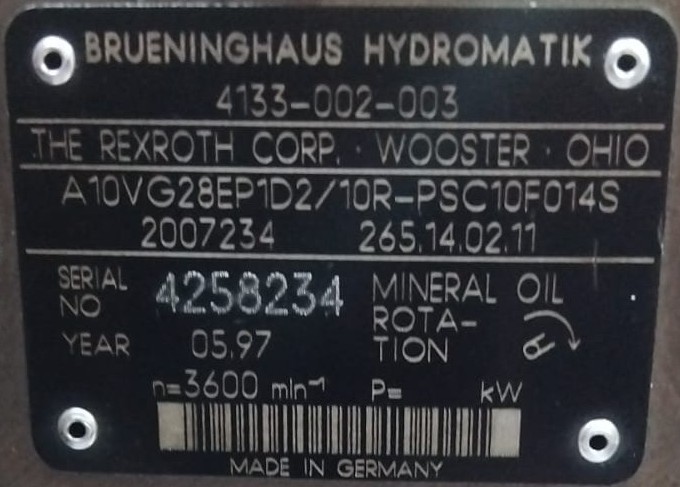 BRUENINGHAUS HYDROMATIK
4133-002-003
THE REXROTH CORP. · WOOSTER · OHIO
A10VG28EP1D2/10R-PSC10F014S
2007234 265.14.02.11
SERIAL NO 4258234 MINERAL OIL
YEAR 05.97 ROTA-TION R
n=3600 min-1 P= kW
MADE IN GERMANY